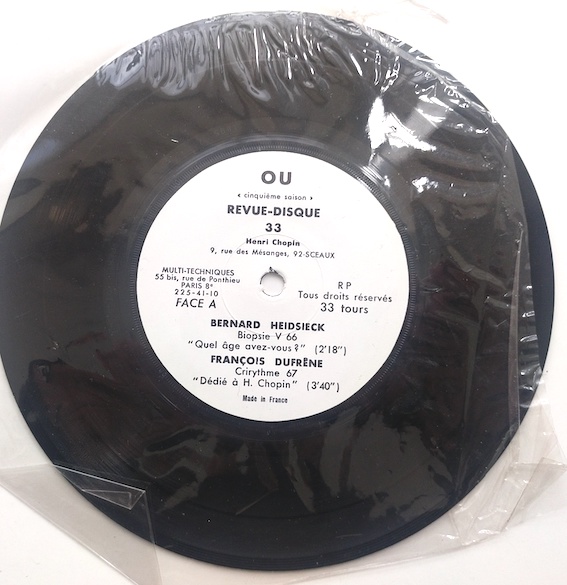 OU
« cinquième saison »
REVUE-DISQUE
33
Henri Chopin
9, rue des Mésanges, 92-SCEAUX
MULTI-TECHNIQUES
55 bis, rue de Ponthieu
PARIS 8e
225-41-10
FACE A
R P
Tous droits réservés
33 tours
BERNARD HEIDSIECK
Biopsie V 66
"Quel âge avez-vous?" (2'18")
FRANÇOIS DUFRÊNE
Crirythme 67
"Dédié à H. Chopin" (3'40")
Made in France